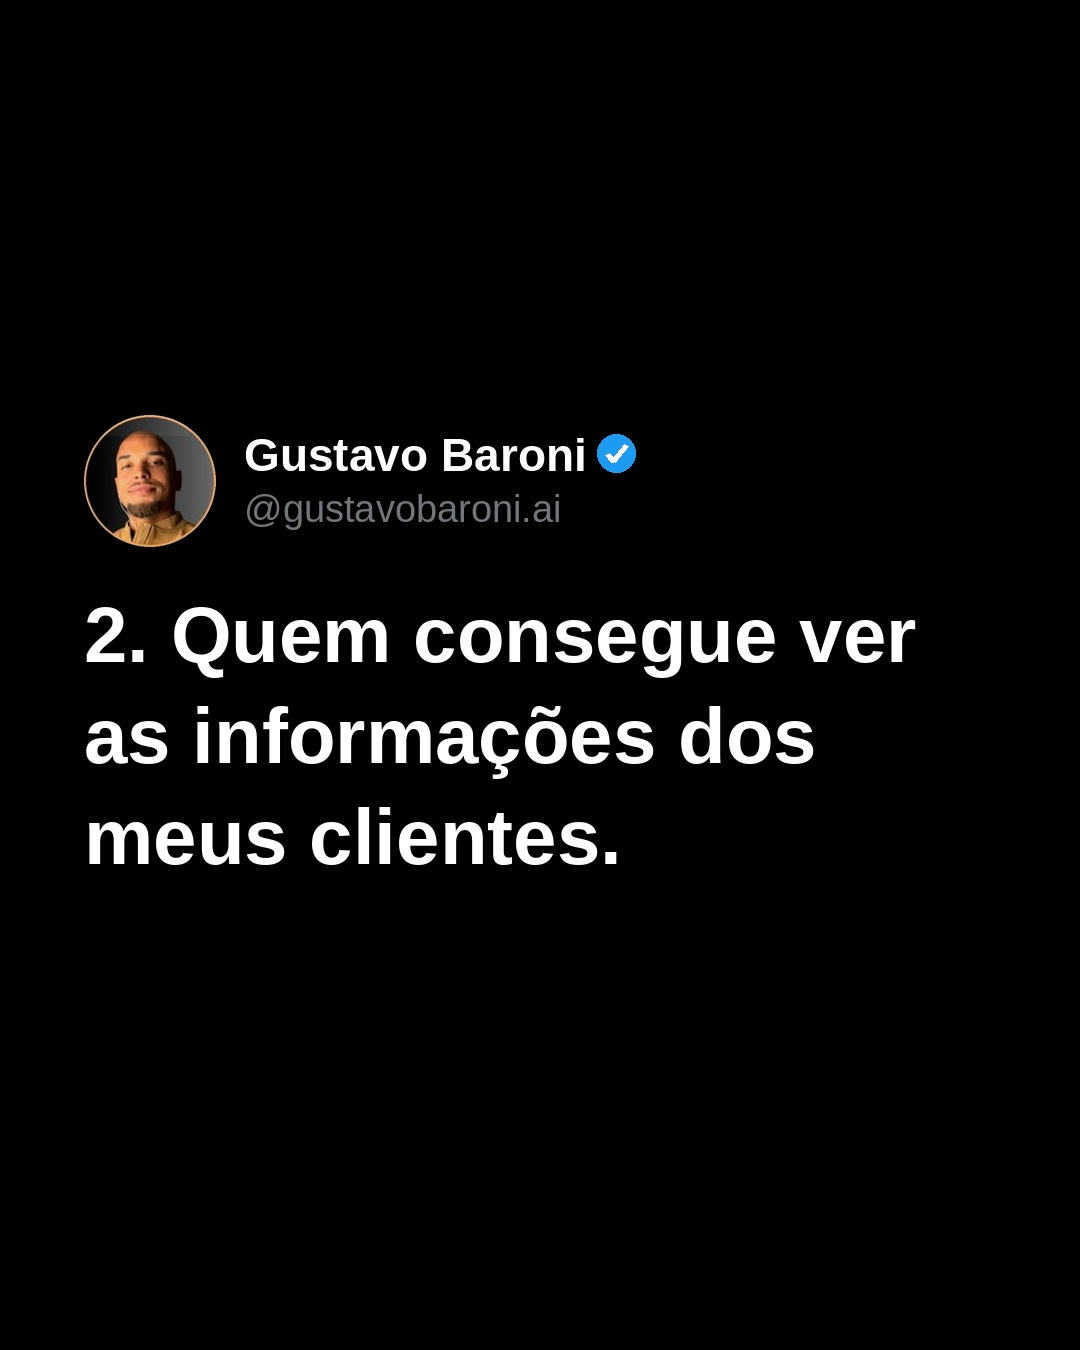 Gustavo Baroni
@gustavobaroni.ai
2. Quem consegue ver
as informações dos
meus clientes.